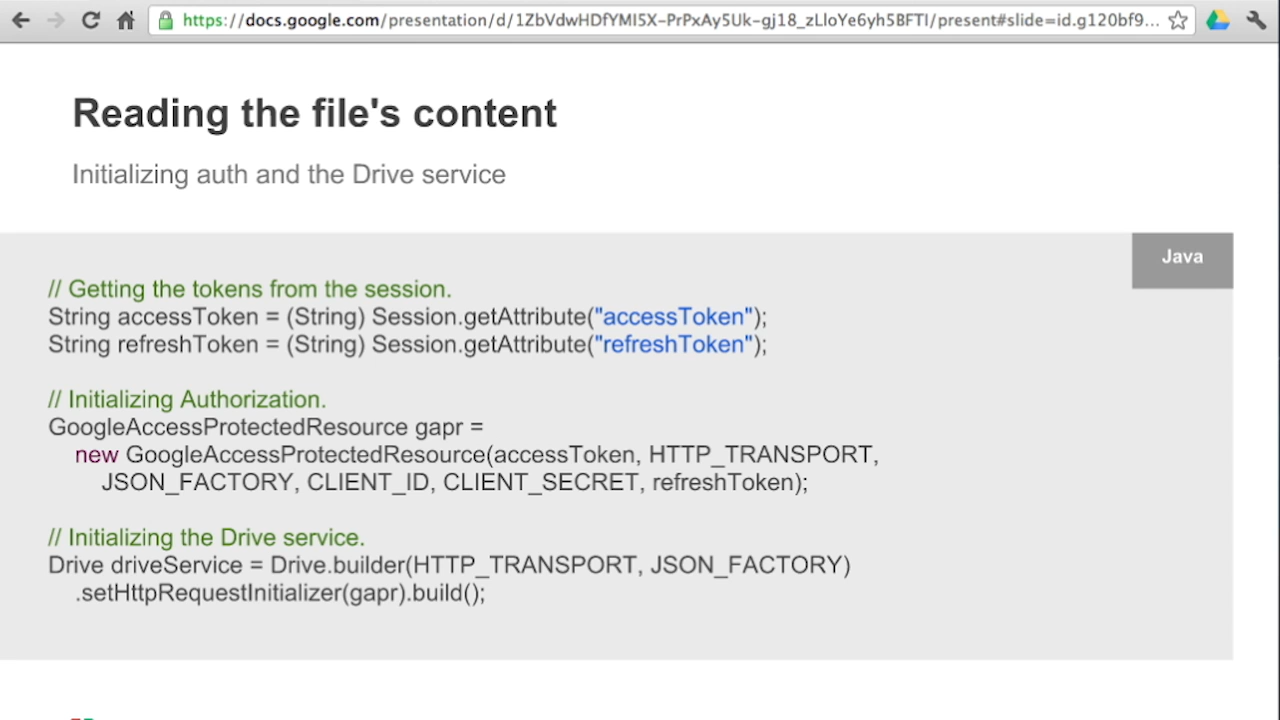 https://docs.google.com/presentation/d/1ZbVdwHDfYMI5X-PrPxAy5Uk-gj18_zLloYe6yh5BFTI/present#slide=id.g120bf9...
Reading the file's content
Initializing auth and the Drive service
Java
// Getting the tokens from the session.
String accessToken = (String) Session.getAttribute("accessToken");
String refreshToken = (String) Session.getAttribute("refreshToken");
// Initializing Authorization.
GoogleAccessProtectedResource gapr =
new GoogleAccessProtectedResource(accessToken, HTTP_TRANSPORT,
JSON_FACTORY, CLIENT_ID, CLIENT_SECRET, refreshToken);
// Initializing the Drive service.
Drive driveService = Drive.builder(HTTP_TRANSPORT, JSON_FACTORY)
.setHttpRequestInitializer(gapr).build();